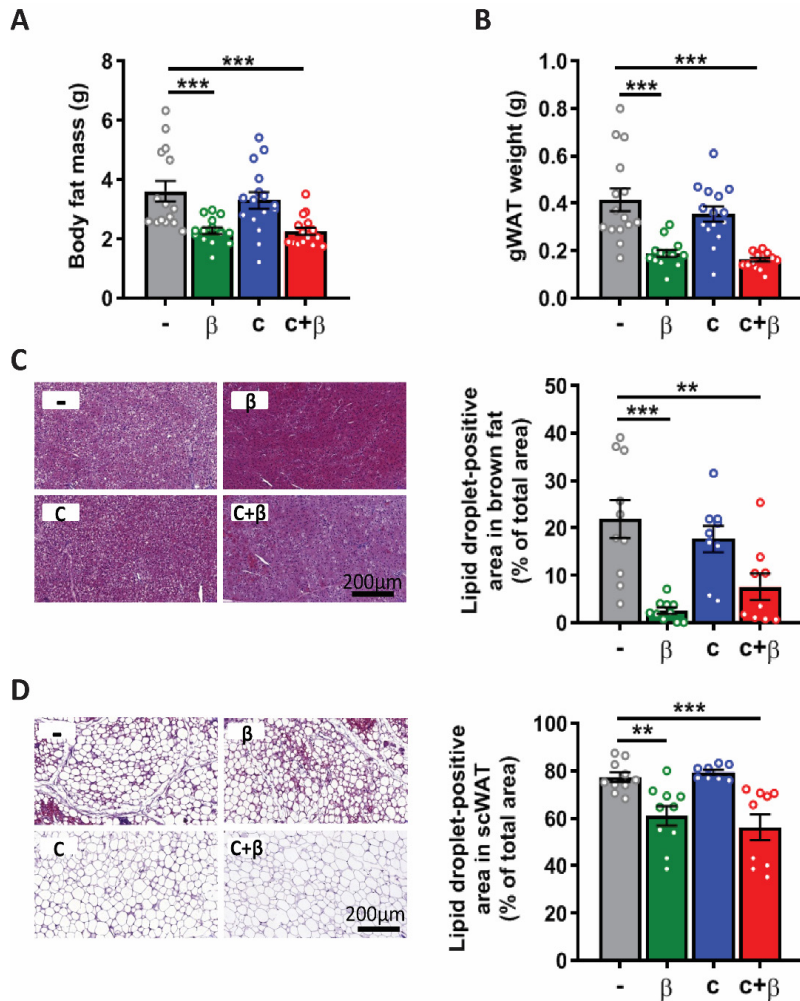 A
Body fat mass (g)
8
6
4
2
0
***
***
-
β
c
c+β
B
gWAT weight (g)
1.0
0.8
0.6
0.4
0.2
0.0
***
***
-
β
c
c+β
C
-
β
C
C+β
200μm
Lipid droplet-positive
area in brown fat
(% of total area)
50
40
30
20
10
0
**
***
-
β
c
c+β
D
-
β
C
C+β
200μm
Lipid droplet-positive
area in scWAT
(% of total area)
100
80
60
40
20
0
***
**
-
β
c
c+β